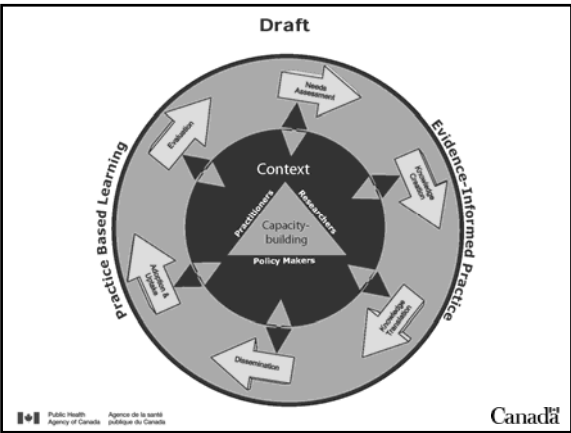 Draft
Needs
Assessment
Knowledge
Creation
Knowledge
Translation
Dissemination
Adoption &
Uptake
Evaluation
Practice Based Learning
Evidence-Informed Practice
Context
Practitioners
Researchers
Capacity-
building
Policy Makers
Public Health
Agency of Canada
Agence de la santé
publique du Canada
Canada